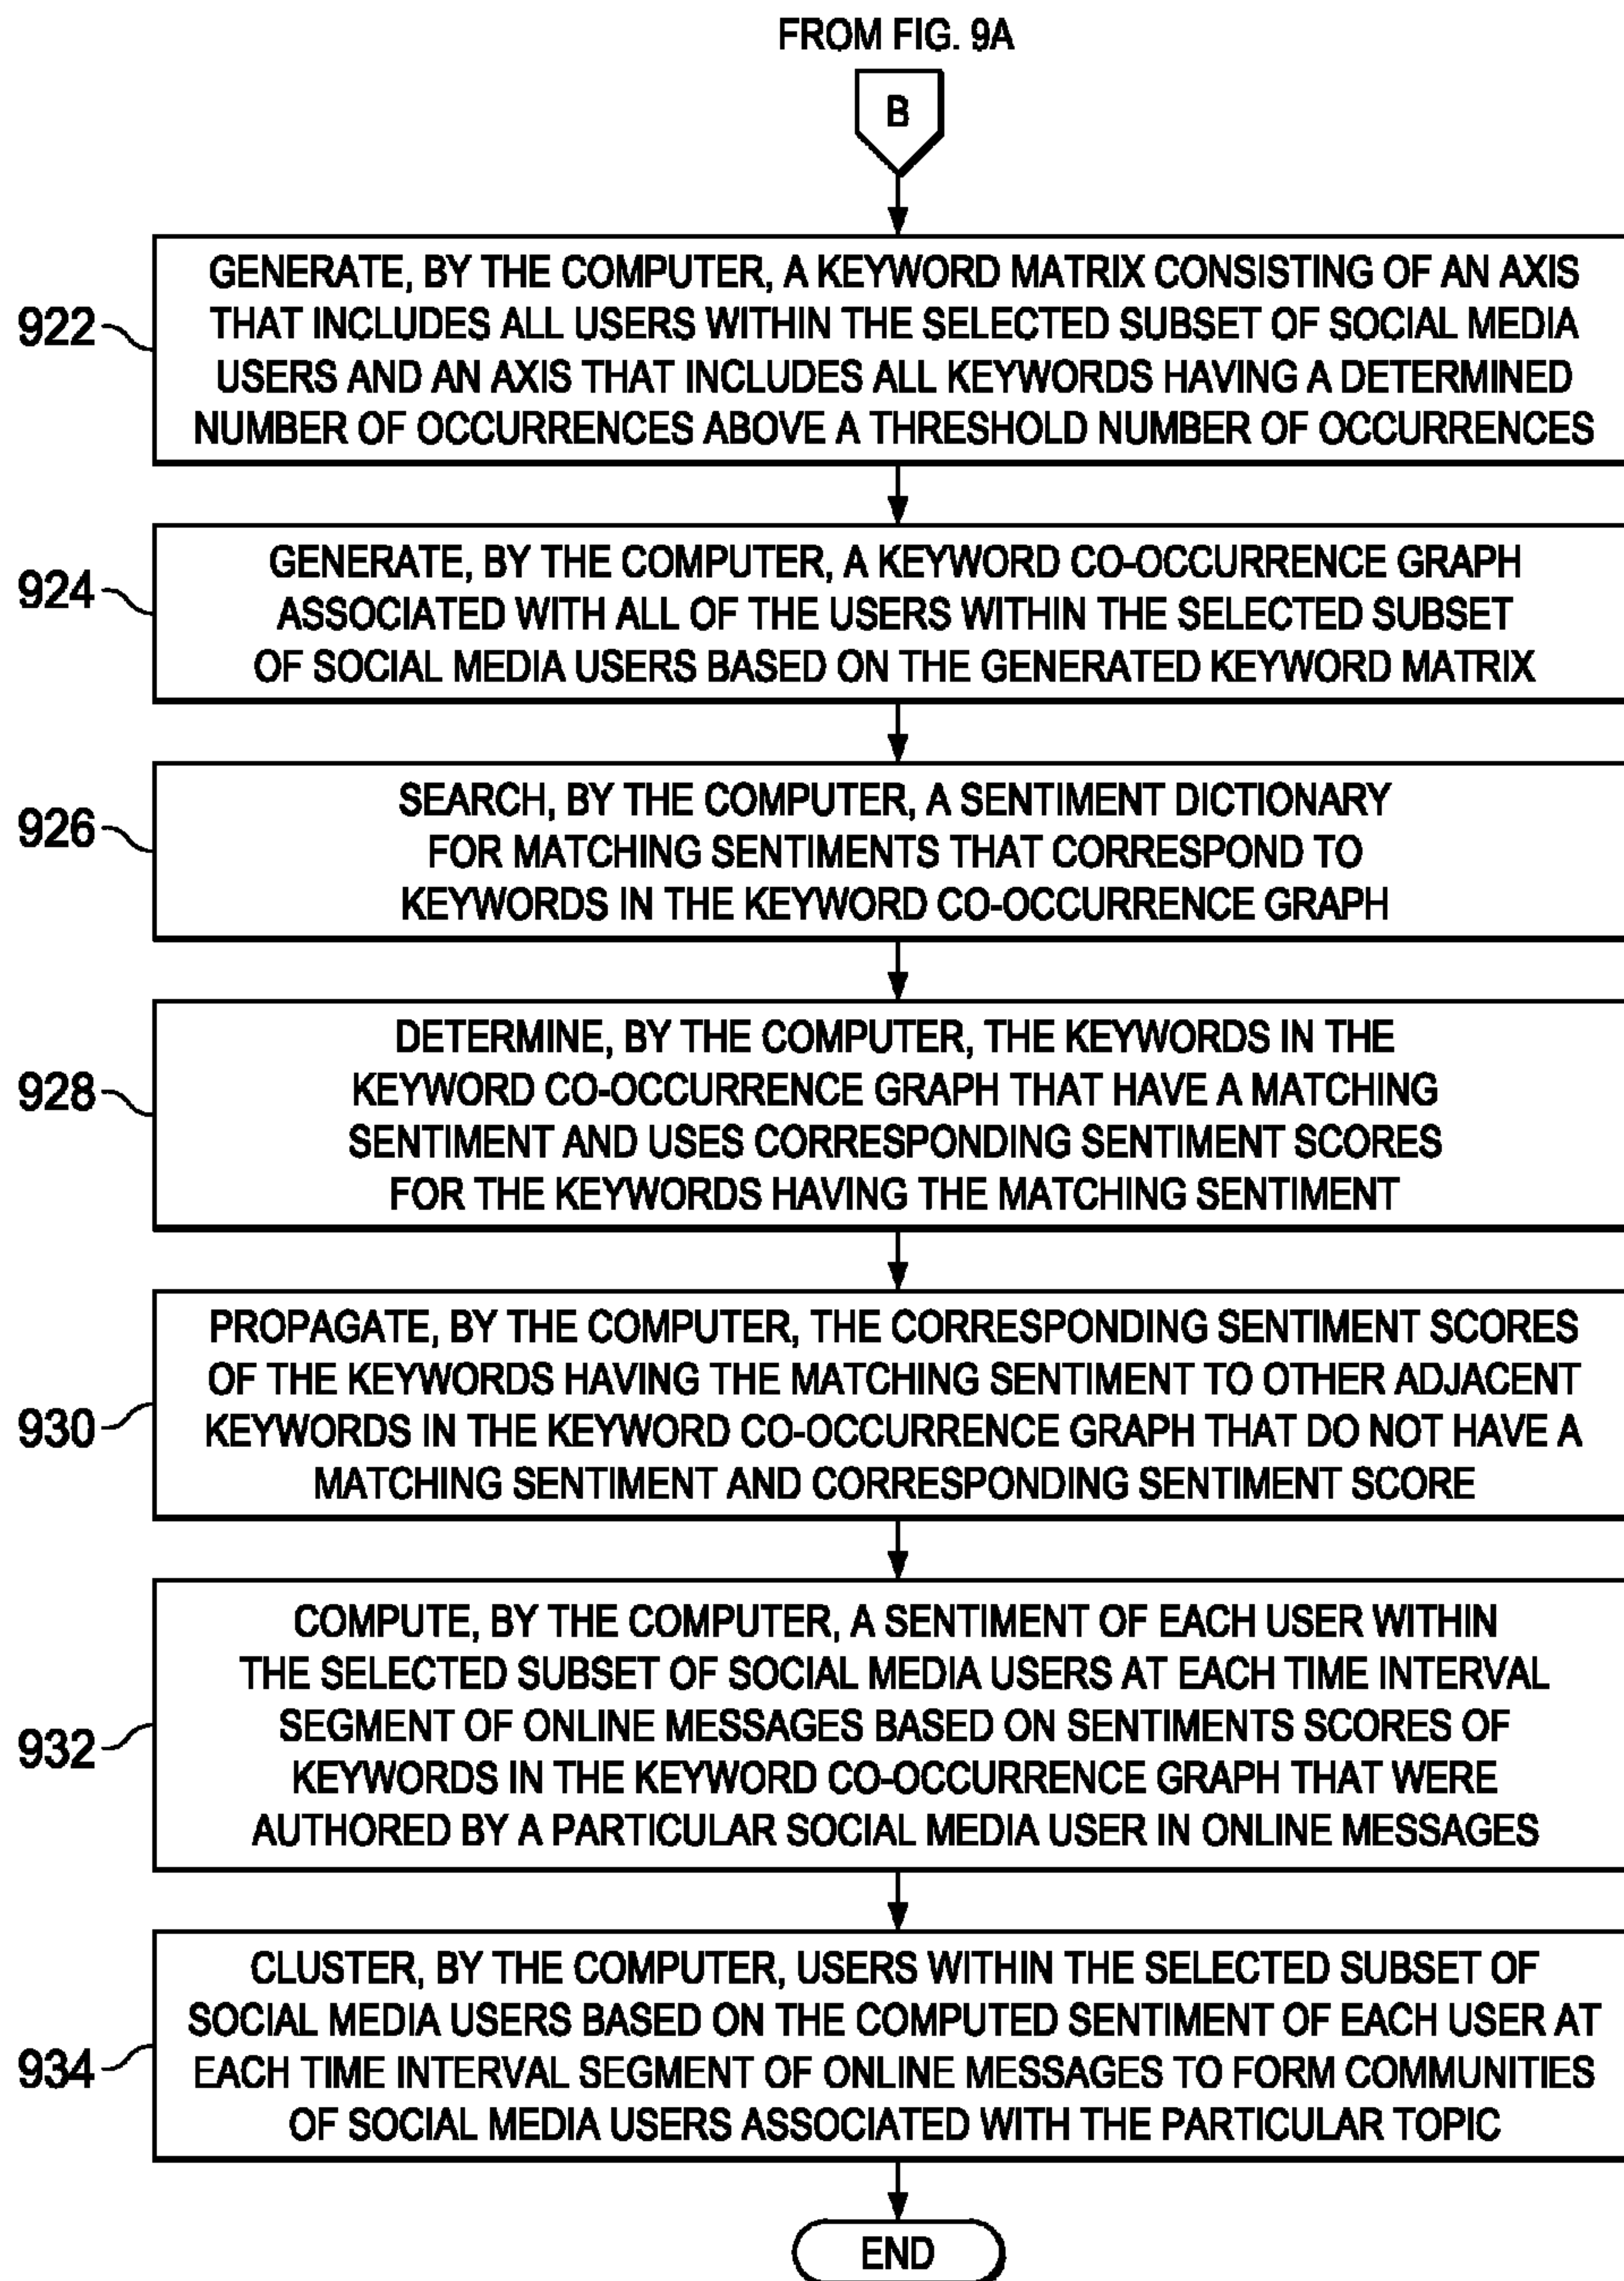 FROM FIG. 9A
B
922
GENERATE, BY THE COMPUTER, A KEYWORD MATRIX CONSISTING OF AN AXIS
THAT INCLUDES ALL USERS WITHIN THE SELECTED SUBSET OF SOCIAL MEDIA
USERS AND AN AXIS THAT INCLUDES ALL KEYWORDS HAVING A DETERMINED
NUMBER OF OCCURRENCES ABOVE A THRESHOLD NUMBER OF OCCURRENCES
924
GENERATE, BY THE COMPUTER, A KEYWORD CO-OCCURRENCE GRAPH
ASSOCIATED WITH ALL OF THE USERS WITHIN THE SELECTED SUBSET
OF SOCIAL MEDIA USERS BASED ON THE GENERATED KEYWORD MATRIX
926
SEARCH, BY THE COMPUTER, A SENTIMENT DICTIONARY
FOR MATCHING SENTIMENTS THAT CORRESPOND TO
KEYWORDS IN THE KEYWORD CO-OCCURRENCE GRAPH
928
DETERMINE, BY THE COMPUTER, THE KEYWORDS IN THE
KEYWORD CO-OCCURRENCE GRAPH THAT HAVE A MATCHING
SENTIMENT AND USES CORRESPONDING SENTIMENT SCORES
FOR THE KEYWORDS HAVING THE MATCHING SENTIMENT
930
PROPAGATE, BY THE COMPUTER, THE CORRESPONDING SENTIMENT SCORES
OF THE KEYWORDS HAVING THE MATCHING SENTIMENT TO OTHER ADJACENT
KEYWORDS IN THE KEYWORD CO-OCCURRENCE GRAPH THAT DO NOT HAVE A
MATCHING SENTIMENT AND CORRESPONDING SENTIMENT SCORE
932
COMPUTE, BY THE COMPUTER, A SENTIMENT OF EACH USER WITHIN
THE SELECTED SUBSET OF SOCIAL MEDIA USERS AT EACH TIME INTERVAL
SEGMENT OF ONLINE MESSAGES BASED ON SENTIMENTS SCORES OF
KEYWORDS IN THE KEYWORD CO-OCCURRENCE GRAPH THAT WERE
AUTHORED BY A PARTICULAR SOCIAL MEDIA USER IN ONLINE MESSAGES
934
CLUSTER, BY THE COMPUTER, USERS WITHIN THE SELECTED SUBSET OF
SOCIAL MEDIA USERS BASED ON THE COMPUTED SENTIMENT OF EACH USER AT
EACH TIME INTERVAL SEGMENT OF ONLINE MESSAGES TO FORM COMMUNITIES
OF SOCIAL MEDIA USERS ASSOCIATED WITH THE PARTICULAR TOPIC
END